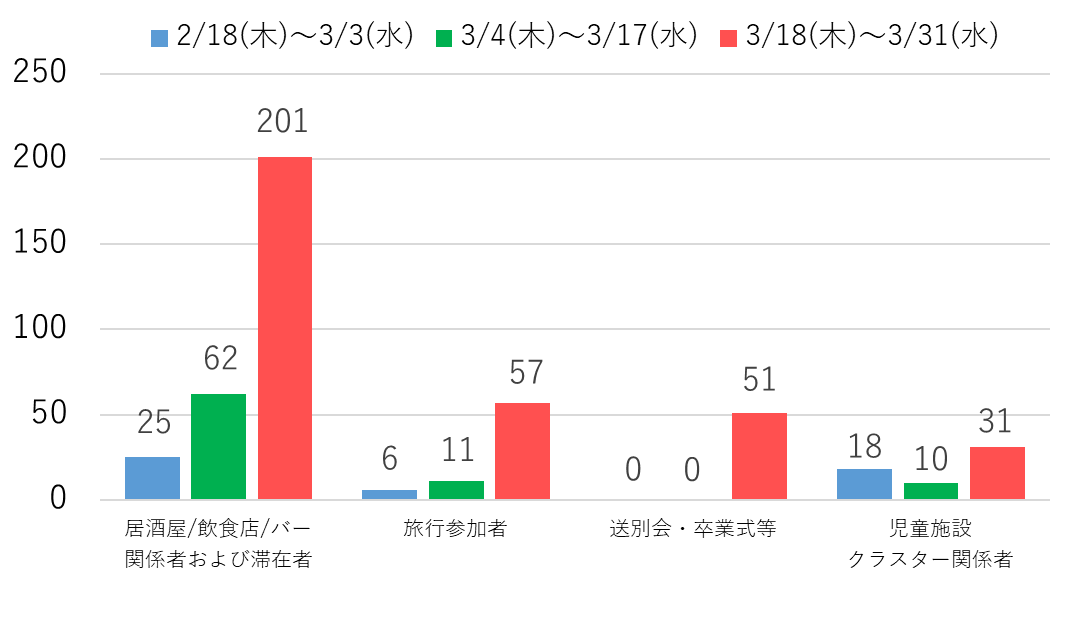 2/18(木)～3/3(水) 3/4(木)～3/17(水) 3/18(木)～3/31(水)
250
200
150
100
50
0
25
62
201
6
11
57
0
0
51
18
10
31
居酒屋/飲食店/バー
関係者および滞在者
旅行参加者
送別会・卒業式等
児童施設
クラスター関係者